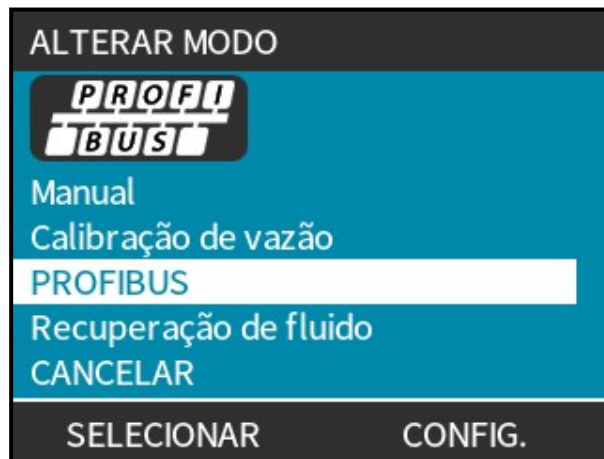 ALTERAR MODO
PROFI
BUS
Manual
Calibração de vazão
PROFIBUS
Recuperação de fluido
CANCELAR
SELECIONAR CONFIG.